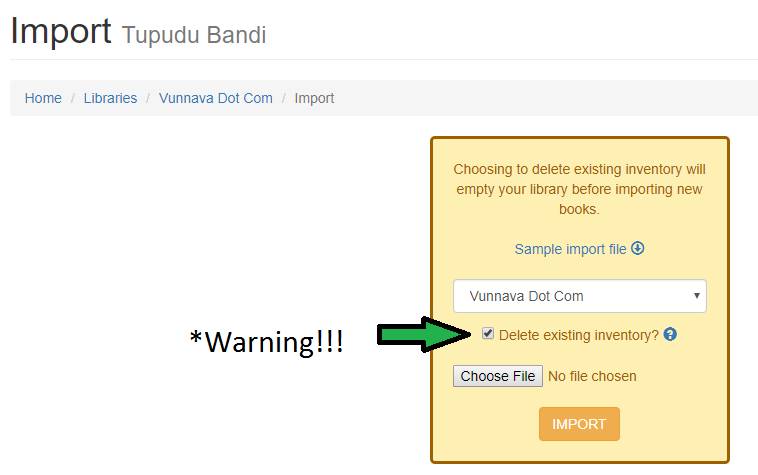 Import Tupudu Bandi
Home / Libraries / Vunnava Dot Com / Import
Choosing to delete existing inventory will
empty your library before importing new
books.
Sample import file
Vunnava Dot Com
*Warning!!!
Delete existing inventory?
Choose File No file chosen
IMPORT